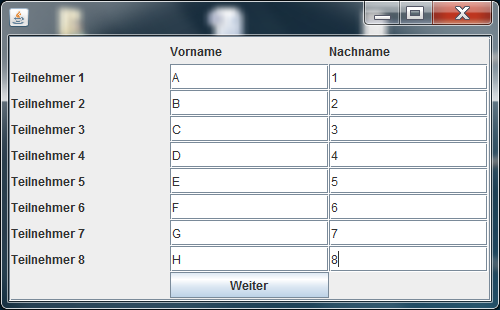 Vorname Nachname
Teilnehmer 1 A 1
Teilnehmer 2 B 2
Teilnehmer 3 C 3
Teilnehmer 4 D 4
Teilnehmer 5 E 5
Teilnehmer 6 F 6
Teilnehmer 7 G 7
Teilnehmer 8 H 8
Weiter